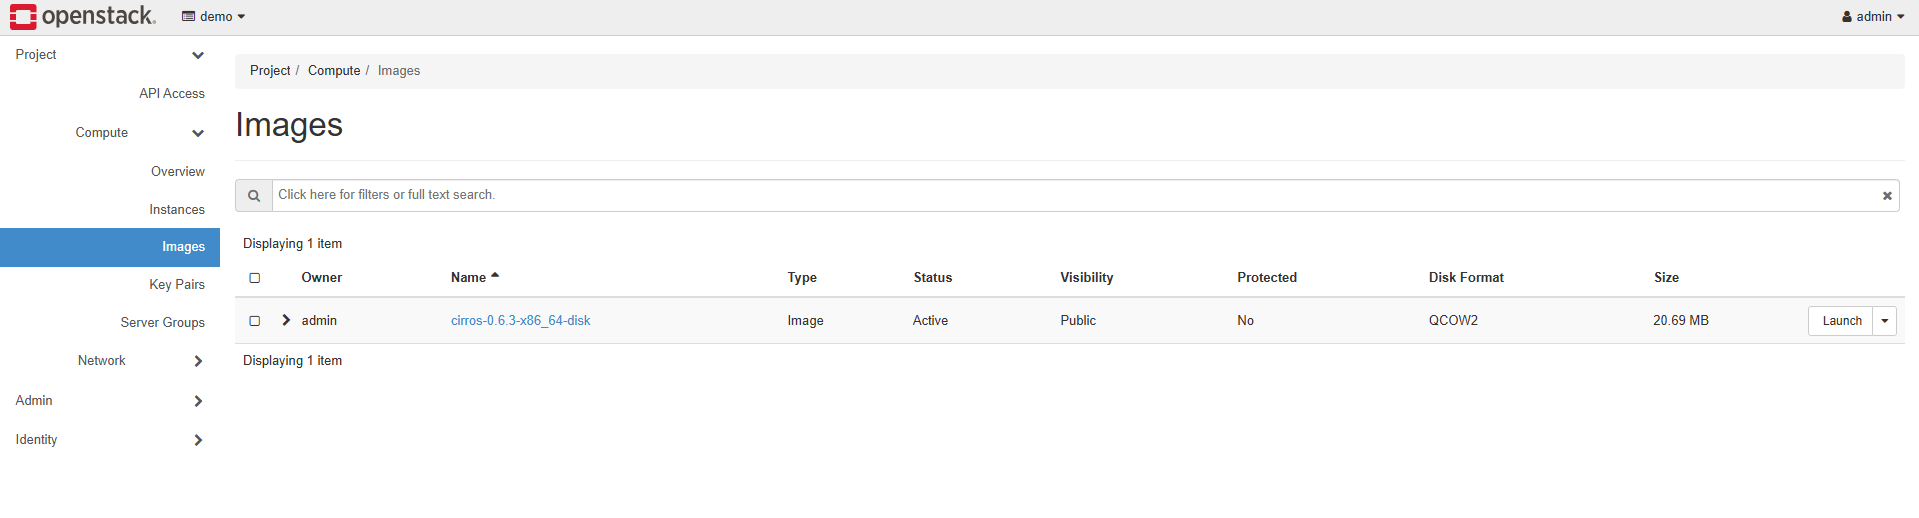 openstack. demo admin
Project
Project / Compute / Images
API Access
Images
Compute
Overview
Click here for filters or full text search.
Instances
Images
Displaying 1 item
Owner Name Type Status Visibility Protected Disk Format Size
Key Pairs
Server Groups
admin cirros-0.6.3-x86_64-disk Image Active Public No QCOW2 20.69 MB Launch
Network
Displaying 1 item
Admin
Identity